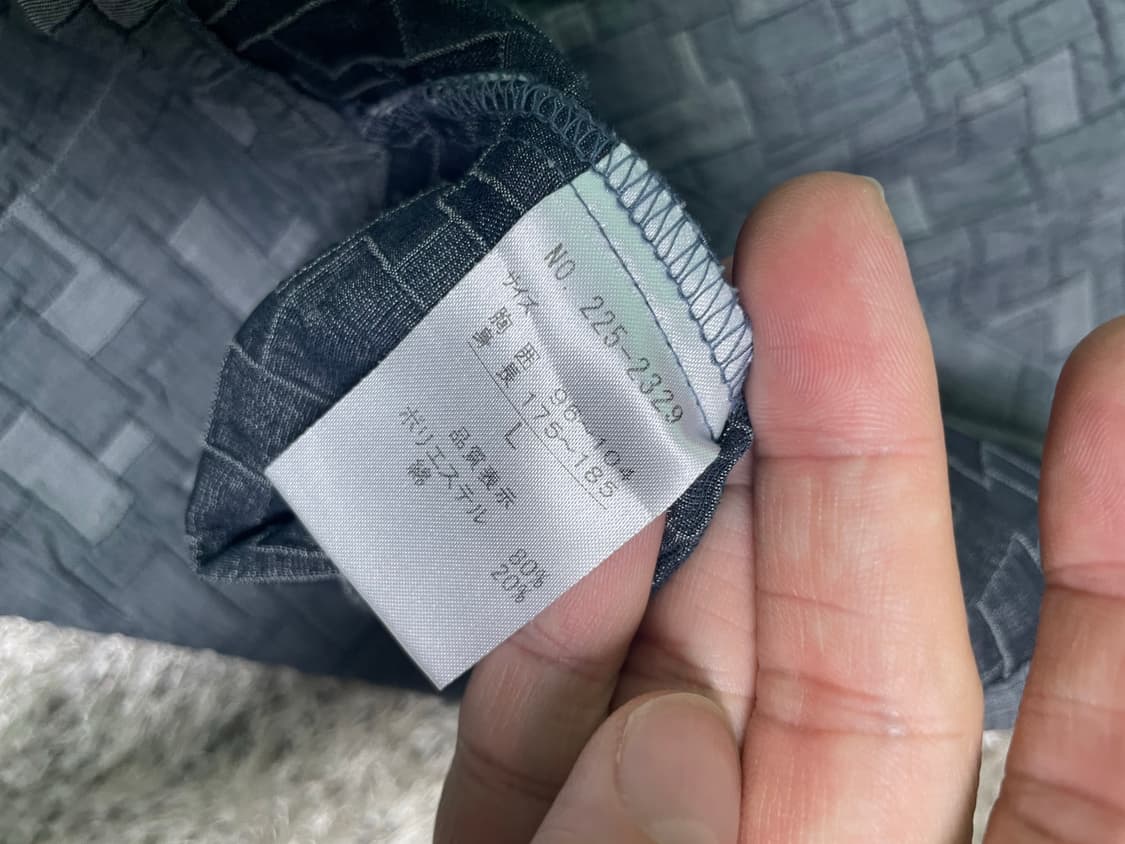 NO. 225-2329
サイズ L
胸 囲 96~104
身 長 175~185
品質表示
ポリエステル 80%
綿 20%